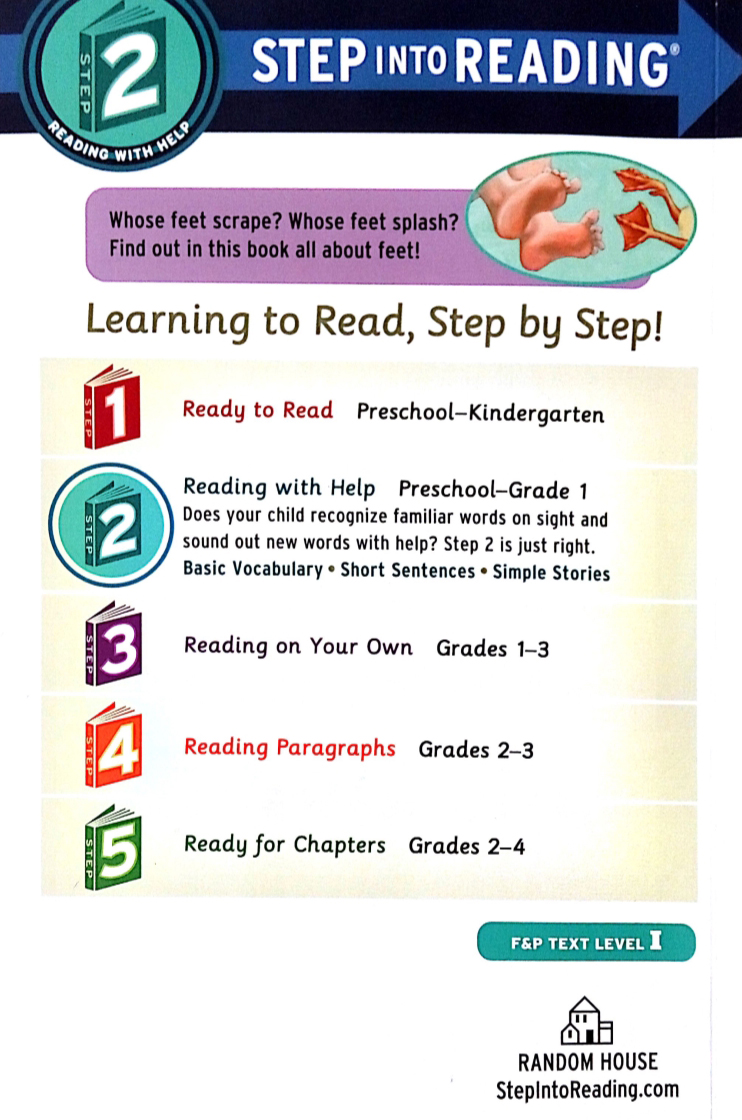 STEP 2
READING WITH HELP
STEP INTO READING®
Whose feet scrape? Whose feet splash?
Find out in this book all about feet!
Learning to Read, Step by Step!
STEP 1
Ready to Read Preschool–Kindergarten
STEP 2
Reading with Help Preschool–Grade 1
Does your child recognize familiar words on sight and
sound out new words with help? Step 2 is just right.
Basic Vocabulary • Short Sentences • Simple Stories
STEP 3
Reading on Your Own Grades 1–3
STEP 4
Reading Paragraphs Grades 2–3
STEP 5
Ready for Chapters Grades 2–4
F&P TEXT LEVEL I
RANDOM HOUSE
StepIntoReading.com